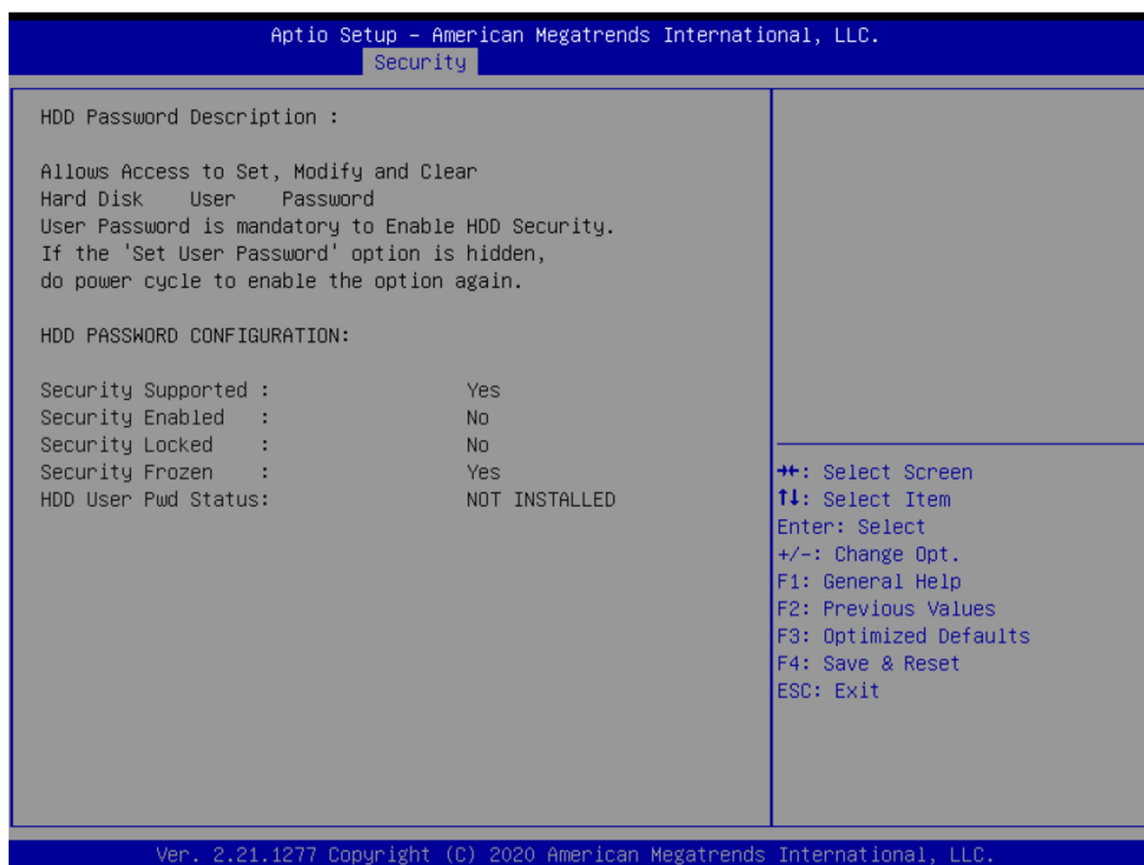 Aptio Setup – American Megatrends International, LLC.
Security
HDD Password Description :
Allows Access to Set, Modify and Clear
Hard Disk    User    Password
User Password is mandatory to Enable HDD Security.
If the 'Set User Password' option is hidden,
do power cycle to enable the option again.
HDD PASSWORD CONFIGURATION:
Security Supported :    Yes
Security Enabled   :    No
Security Locked    :    No
Security Frozen    :    Yes
HDD User Pwd Status:    NOT INSTALLED
→←: Select Screen
↑↓: Select Item
Enter: Select
+/-: Change Opt.
F1: General Help
F2: Previous Values
F3: Optimized Defaults
F4: Save & Reset
ESC: Exit
Ver. 2.21.1277 Copyright (C) 2020 American Megatrends International, LLC.